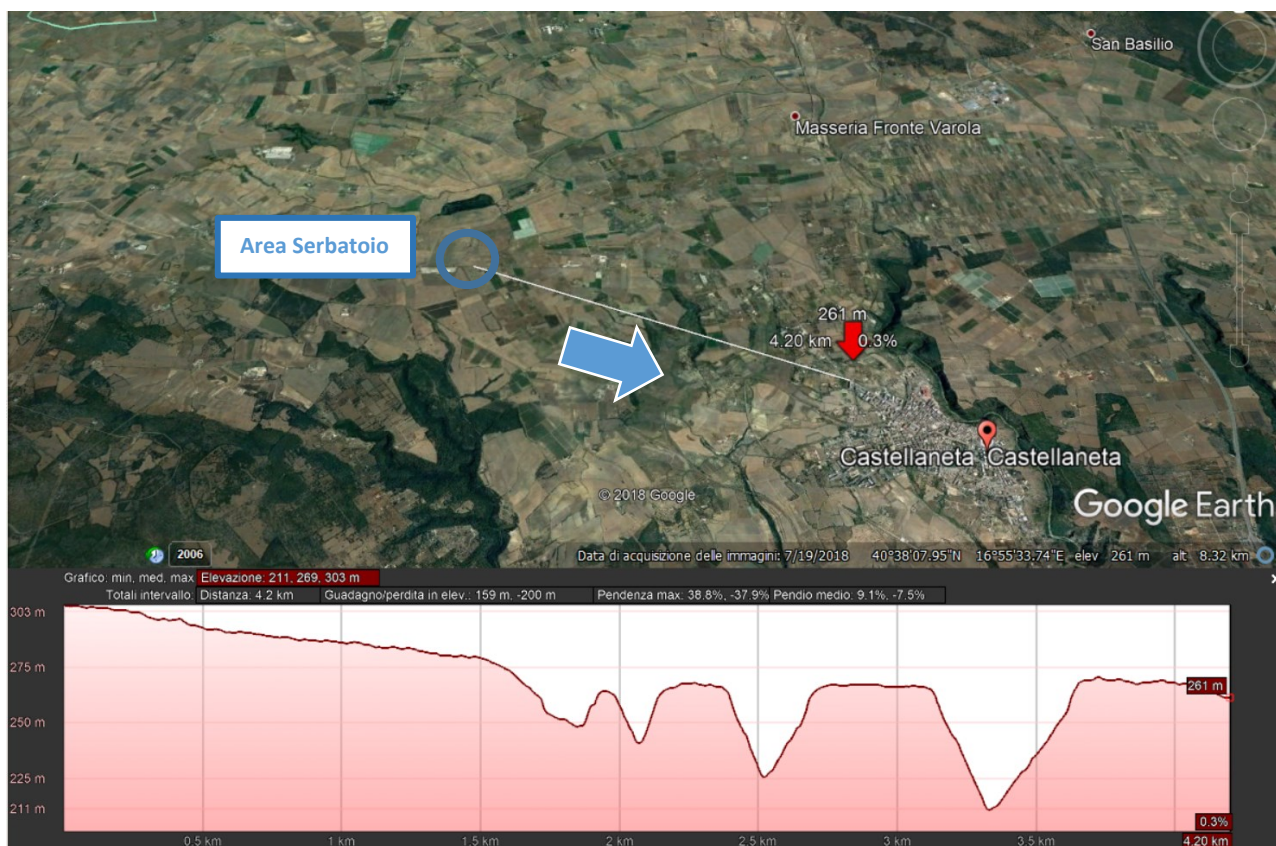 San Basilio
Masseria Fronte Varola
Area Serbatoio
261 m
4.20 km 0.3%
Castellaneta Castellaneta
© 2018 Google
Google Earth
2006
Data di acquisizione delle immagini: 7/19/2018 40°38'07.95"N 16°55'33.74"E elev 261 m alt 8.32 km
Grafico: min, med. max Elevazione: 211, 269, 303 m
Totali intervallo: Distanza: 4.2 km Guadagno/perdita in elev.: 159 m, -200 m Pendenza max: 38.8%, -37.9% Pendio medio: 9.1%, -7.5%
303 m
275 m
261 m
250 m
225 m
211 m
0.3%
0.5 km 1 km 1.5 km 2 km 2.5 km 3 km 3.5 km 4.20 km